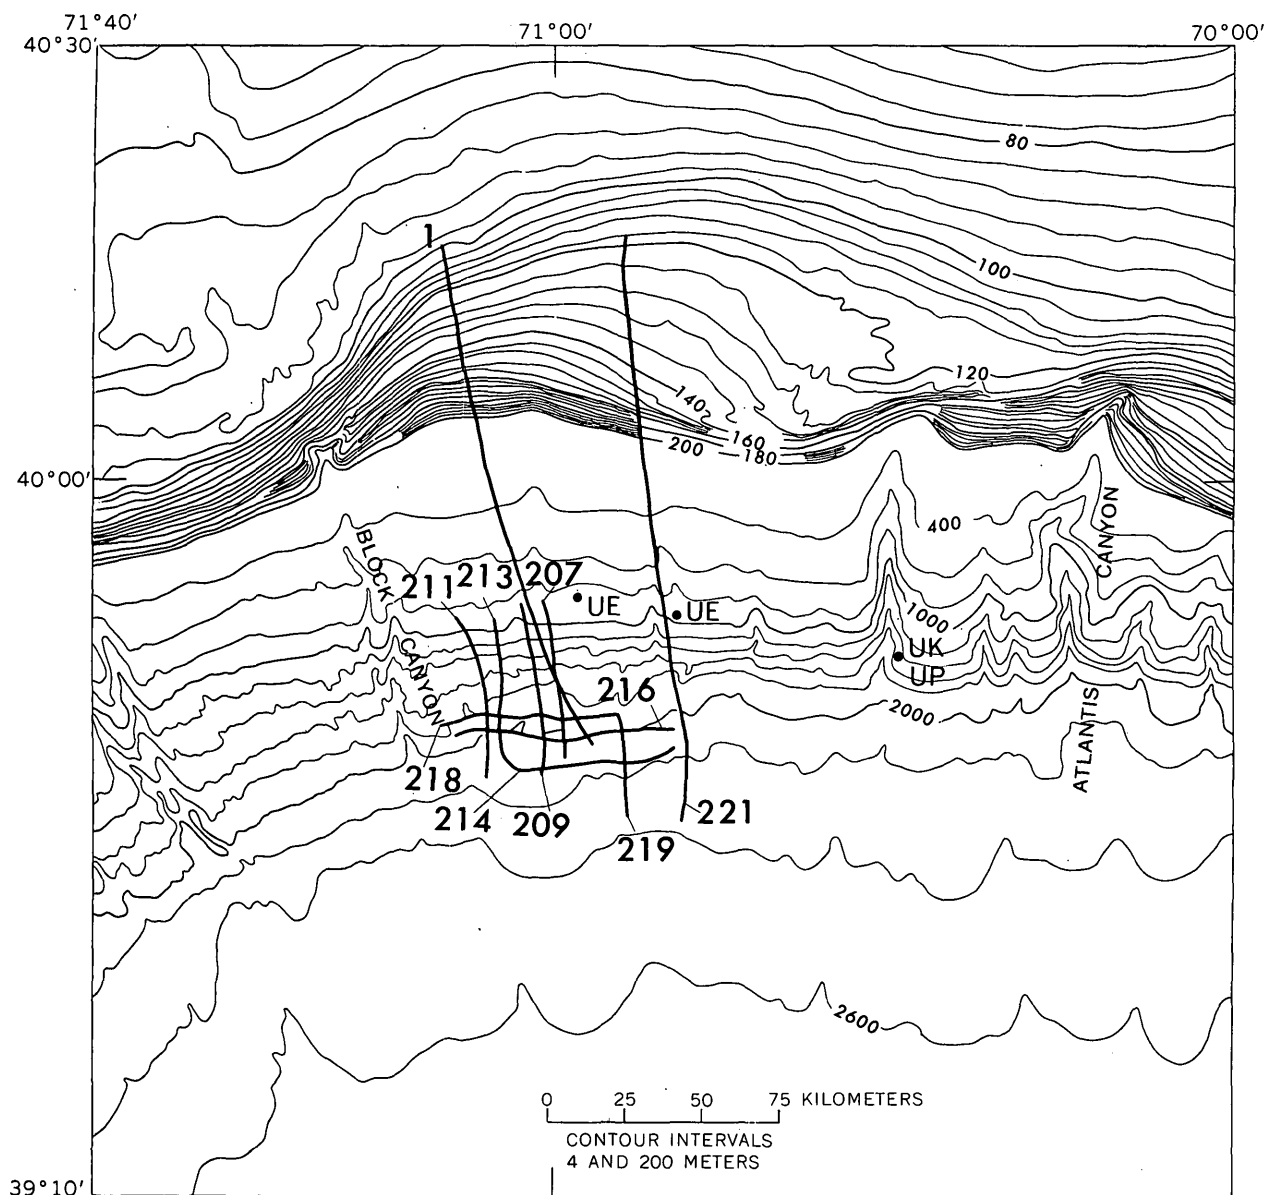 71°40'
40°30'
71°00'
70°00'
80
1
100
120
140
160
200
180
40°00'
400
BLOCK CANYON
CANYON
211
213
207
UE
UE
1000
UK
UP
216
2000
ATLANTIS
218
214
209
221
219
2600
0 25 50 75 KILOMETERS
CONTOUR INTERVALS
4 AND 200 METERS
39°10'